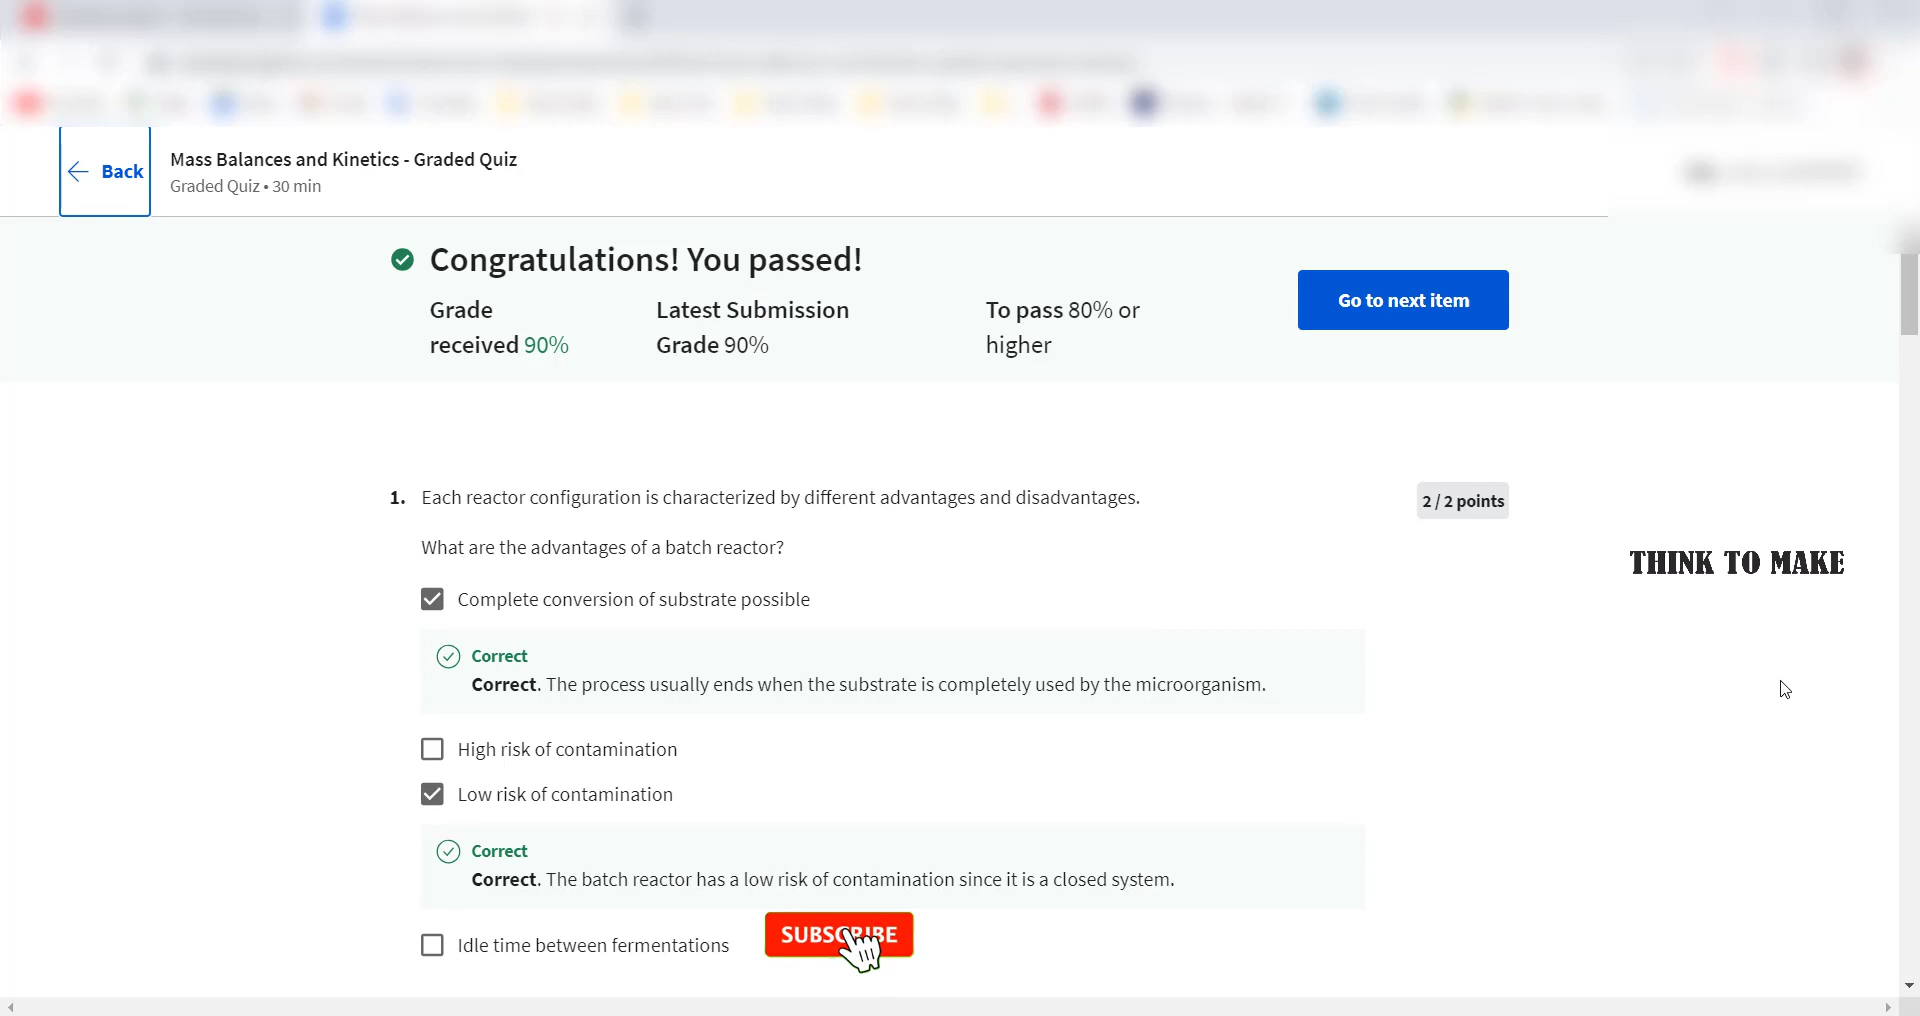 Back
Mass Balances and Kinetics - Graded Quiz
Graded Quiz • 30 min
Congratulations! You passed!
Grade received 90%
Latest Submission Grade 90%
To pass 80% or higher
Go to next item
1. Each reactor configuration is characterized by different advantages and disadvantages.
2 / 2 points
What are the advantages of a batch reactor?
THINK TO MAKE
Complete conversion of substrate possible
Correct
Correct. The process usually ends when the substrate is completely used by the microorganism.
High risk of contamination
Low risk of contamination
Correct
Correct. The batch reactor has a low risk of contamination since it is a closed system.
SUBSCRIBE
Idle time between fermentations